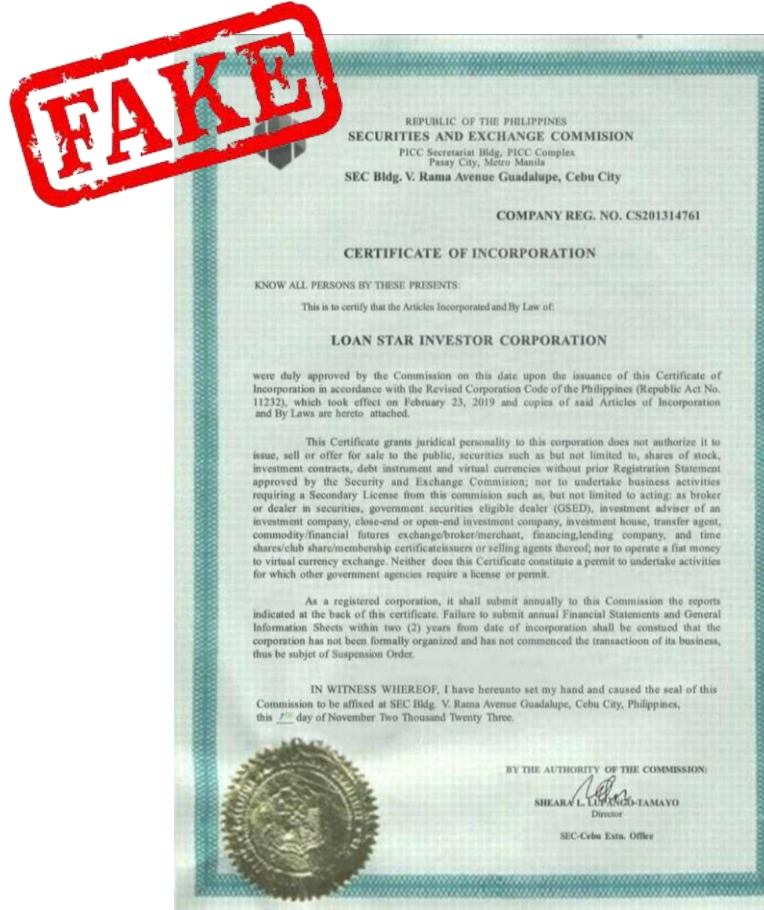 FAKE
REPUBLIC OF THE PHILIPPINES
SECURITIES AND EXCHANGE COMMISION
PICC Secretariat Bldg, PICC Complex
Pasay City, Metro Manila
SEC Bldg. V. Rama Avenue Guadalupe, Cebu City
COMPANY REG. NO. CS201314761
CERTIFICATE OF INCORPORATION
KNOW ALL PERSONS BY THESE PRESENTS:
This is to certify that the Articles Incorporated and By Law of:
LOAN STAR INVESTOR CORPORATION
were duly approved by the Commission on this date upon the issuance of this Certificate of
Incorporation in accordance with the Revised Corporation Code of the Philippines (Republic Act No.
11232), which took effect on February 23, 2019 and copies of said Articles of Incorporation
and By Laws are hereto attached.
This Certificate grants juridical personality to this corporation does not authorize it to
issue, sell or offer for sale to the public, securities such as but not limited to, shares of stock,
investment contracts, debt instrument and virtual currencies without prior Registration Statement
approved by the Security and Exchange Commision; nor to undertake business activities
requiring a Secondary License from this commision such as, but not limited to acting: as broker
or dealer in securities, government securities eligible dealer (GSED), investment adviser of an
investment company, close-end or open-end investment company, investment house, transfer agent,
commodity/financial futures exchange/broker/merchant, financing,lending company, and time
shares/club share/membership certificateissuers or selling agents thereof; nor to operate a fiat money
to virtual currency exchange. Neither does this Certificate constitute a permit to undertake activities
for which other government agencies require a license or permit.
As a registered corporation, it shall submit annually to this Commission the reports
indicated at the back of this certificate. Failure to submit annual Financial Statements and General
Information Sheets within two (2) years from date of incorporation shall be constued that the
corporation has not been formally organized and has not commenced the transactioon of its business,
thus be subjet of Suspension Order.
IN WITNESS WHEREOF, I have hereunto set my hand and caused the seal of this
Commission to be affixed at SEC Bldg. V. Rama Avenue Guadalupe, Cebu City, Philippines,
this day of November Two Thousand Twenty Three.
BY THE AUTHORITY OF THE COMMISSION:
SHEARA L. LUPANGO-TAMAYO
Director
SEC-Cebu Extn. Office